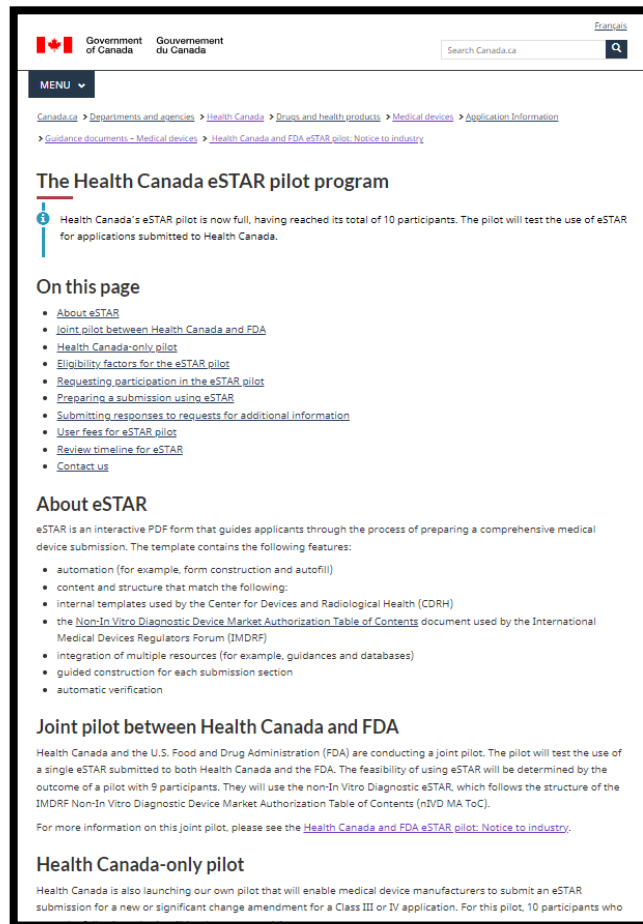 Français
Government
of Canada
Gouvernement
du Canada
Search Canada.ca
MENU
Canada.ca > Departments and agencies > Health Canada > Drugs and health products > Medical devices > Application Information
> Guidance documents – Medical devices > Health Canada and FDA eSTAR pilot: Notice to industry
The Health Canada eSTAR pilot program
Health Canada's eSTAR pilot is now full, having reached its total of 10 participants. The pilot will test the use of eSTAR
for applications submitted to Health Canada.
On this page
• About eSTAR
• Joint pilot between Health Canada and FDA
• Health Canada-only pilot
• Eligibility factors for the eSTAR pilot
• Requesting participation in the eSTAR pilot
• Preparing a submission using eSTAR
• Submitting responses to requests for additional information
• User fees for eSTAR pilot
• Review timeline for eSTAR
• Contact us
About eSTAR
eSTAR is an interactive PDF form that guides applicants through the process of preparing a comprehensive medical
device submission. The template contains the following features:
• automation (for example, form construction and autofill)
• content and structure that match the following:
• internal templates used by the Center for Devices and Radiological Health (CDRH)
• the Non-In Vitro Diagnostic Device Market Authorization Table of Contents document used by the International
Medical Devices Regulators Forum (IMDRF)
• integration of multiple resources (for example, guidances and databases)
• guided construction for each submission section
• automatic verification
Joint pilot between Health Canada and FDA
Health Canada and the U.S. Food and Drug Administration (FDA) are conducting a joint pilot. The pilot will test the use of
a single eSTAR submitted to both Health Canada and the FDA. The feasibility of using eSTAR will be determined by the
outcome of a pilot with 9 participants. They will use the non-In Vitro Diagnostic eSTAR, which follows the structure of the
IMDRF Non-In Vitro Diagnostic Device Market Authorization Table of Contents (nIVD MA ToC).
For more information on this joint pilot, please see the Health Canada and FDA eSTAR pilot: Notice to industry.
Health Canada-only pilot
Health Canada is also launching our own pilot that will enable medical device manufacturers to submit an eSTAR
submission for a new or significant change amendment for a Class III or IV application. For this pilot, 10 participants who